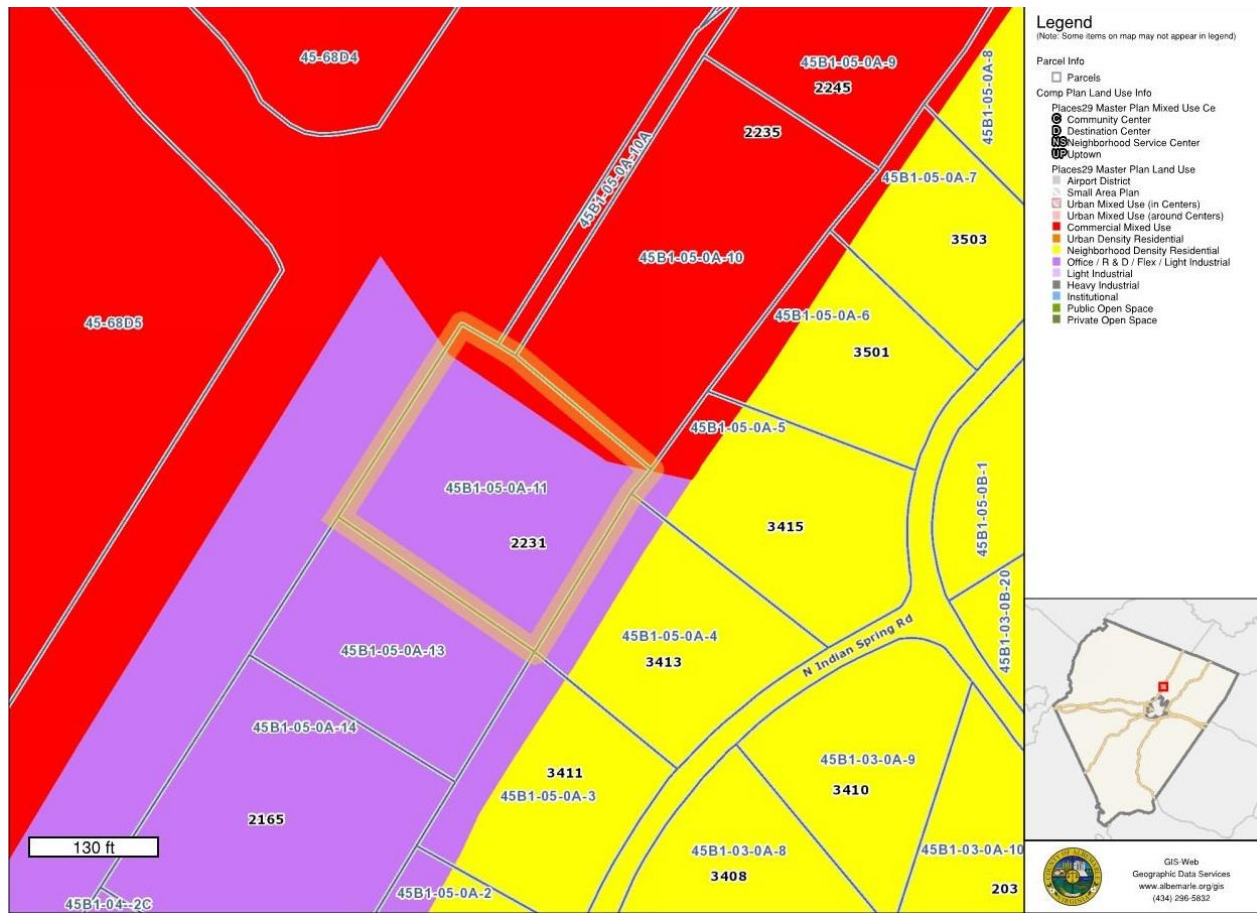 45-68D4
45B1-05-0A-9
2245
45B1-05-0A-8
2235
45B1-05-0A-10A
45B1-05-0A-7
3503
45B1-05-0A-10
45-68D5
45B1-05-0A-6
3501
45B1-05-0A-5
45B1-05-0A-11
2231
3415
45B1-05-0B-1
45B1-03-0B-20
45B1-05-0A-4
3413
N Indian Spring Rd
45B1-05-0A-13
45B1-05-0A-14
3411
45B1-05-0A-3
45B1-03-0A-9
3410
2165
130 ft
45B1-03-0A-8
3408
45B1-03-0A-10
203
45B1-05-0A-2
45B1-04--2C
Legend
(Note: Some items on map may not appear in legend)
Parcel Info
Parcels
Comp Plan Land Use Info
Places29 Master Plan Mixed Use Ce
C Community Center
D Destination Center
NS Neighborhood Service Center
UP Uptown
Places29 Master Plan Land Use
Airport District
Small Area Plan
Urban Mixed Use (in Centers)
Urban Mixed Use (around Centers)
Commercial Mixed Use
Urban Density Residential
Neighborhood Density Residential
Office / R & D / Flex / Light Industrial
Light Industrial
Heavy Industrial
Institutional
Public Open Space
Private Open Space
GIS-Web
Geographic Data Services
www.albemarle.org/gis
(434) 296-5832